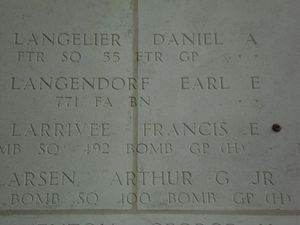 LANGELIER DANIEL A
FTR SQ 55 FTR GP
LANGENDORF EARL E
771 FA BN
LARRIVEE FRANCIS E
MB SQ 492 BOMB GP (H)
ARSEN ARTHUR G JR
BOMB SQ 100 BOMB GP (H)